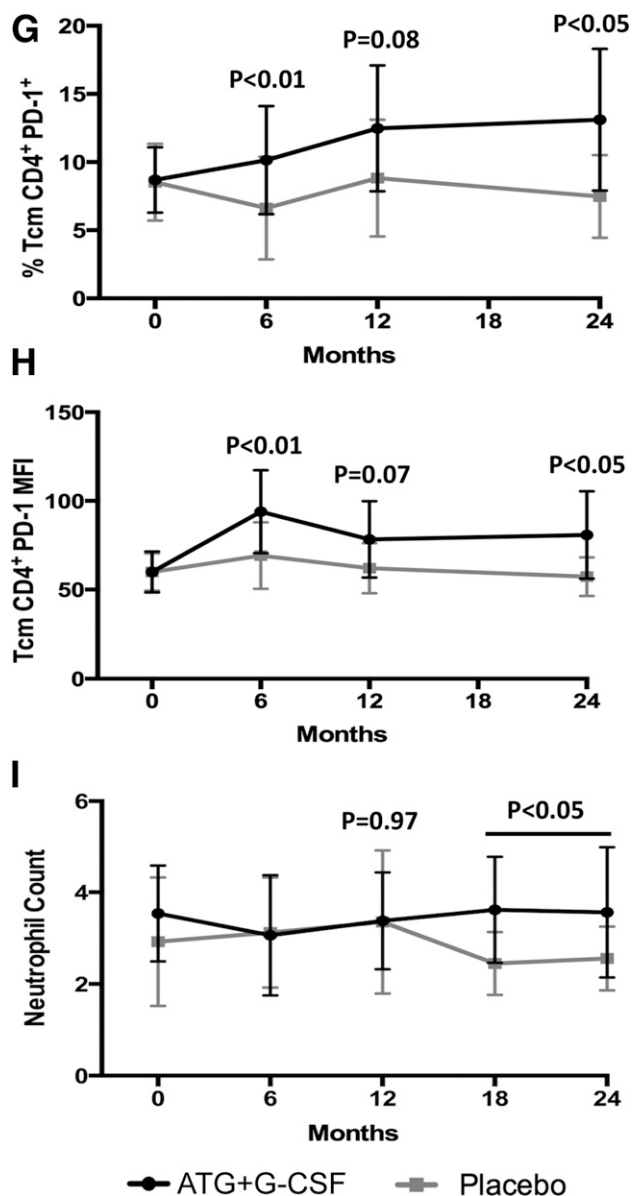 G
% Tcm CD4⁺ PD-1⁺
20
15
10
5
0
P<0.01
P=0.08
P<0.05
0 6 12 18 24
Months
H
Tcm CD4⁺ PD-1 MFI
150
100
50
0
P<0.01
P=0.07
P<0.05
0 6 12 18 24
Months
I
Neutrophil Count
6
4
2
0
P=0.97
P<0.05
0 6 12 18 24
Months
ATG+G-CSF Placebo